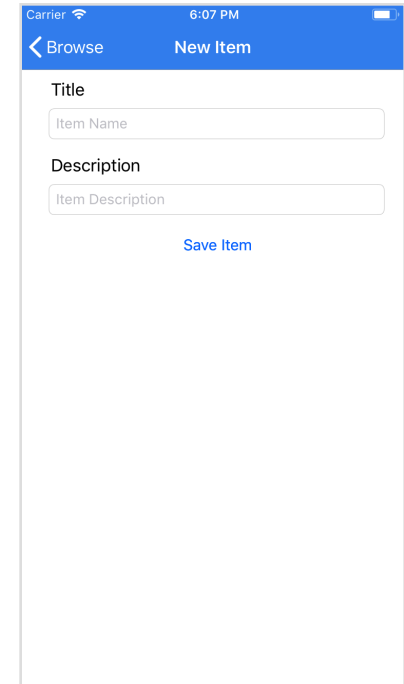 Carrier 6:07 PM
Browse New Item
Title
Item Name
Description
Item Description
Save Item